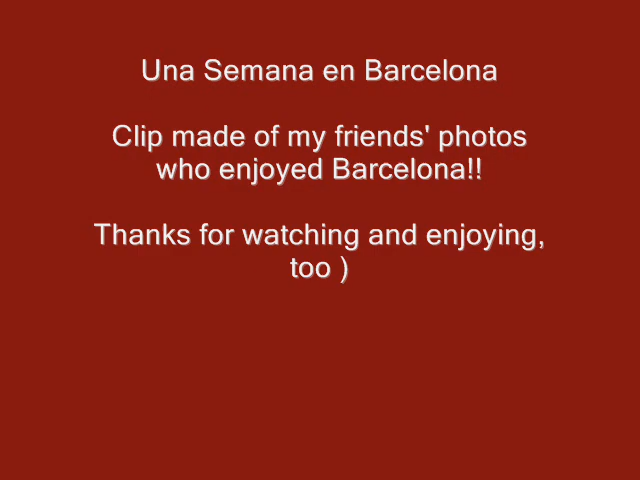 Una Semana en Barcelona
Clip made of my friends' photos
who enjoyed Barcelona!!
Thanks for watching and enjoying,
too )